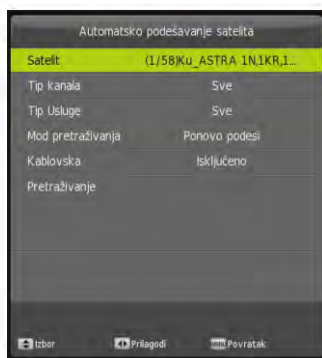 Automatsko podešavanje satelita
Satelit (1/58)Ku_ASTRA 1N,1KR,1...
Tip kanala Sve
Tip Usluge Sve
Mod pretraživanja Ponovo podesi
Kablovska Isključeno
Pretraživanje
Izbor Prilagodi MENU Povratak